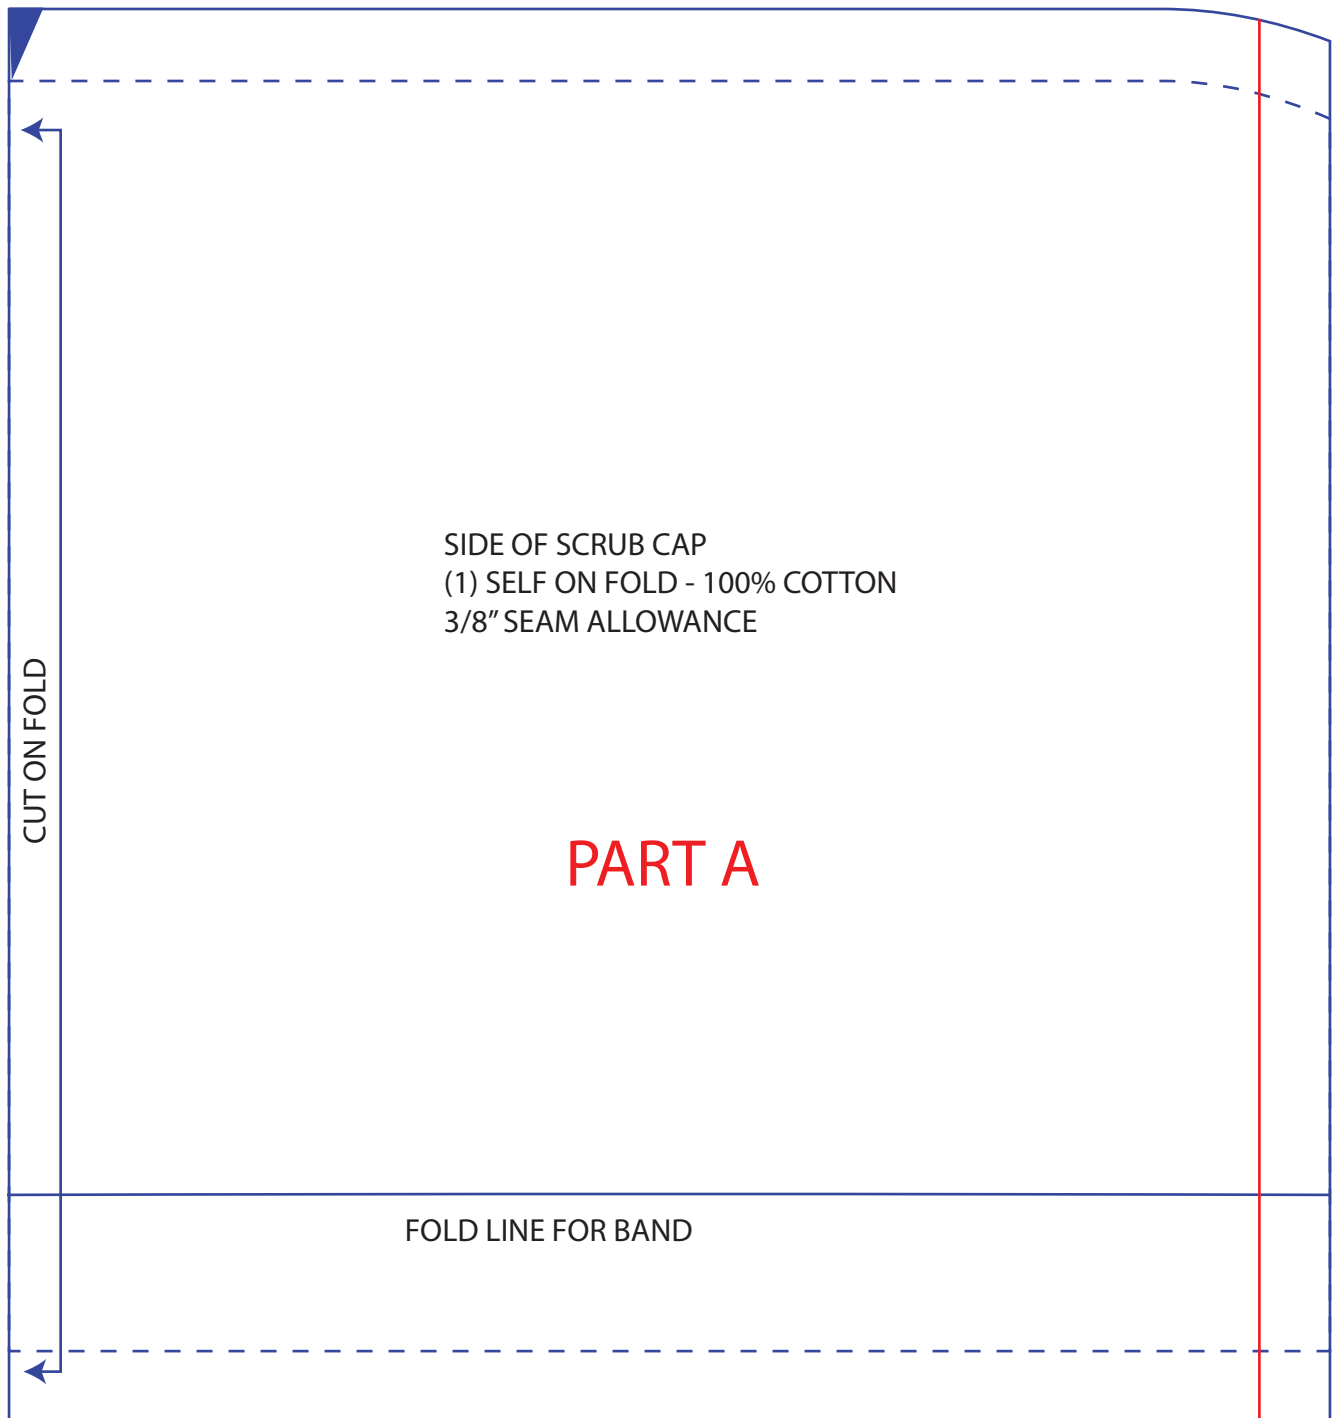 SIDE OF SCRUB CAP
(1) SELF ON FOLD - 100% COTTON
3/8” SEAM ALLOWANCE
CUT ON FOLD
PART A
FOLD LINE FOR BAND